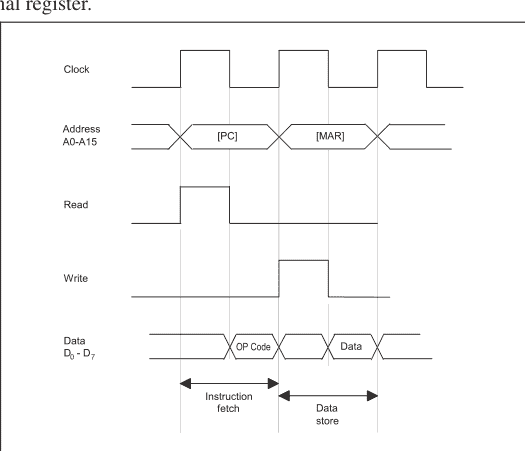 nal register.
Clock
Address
A0-A15
[PC]
[MAR]
Read
Write
Data
D0 - D7
OP Code
Data
Instruction
fetch
Data
store